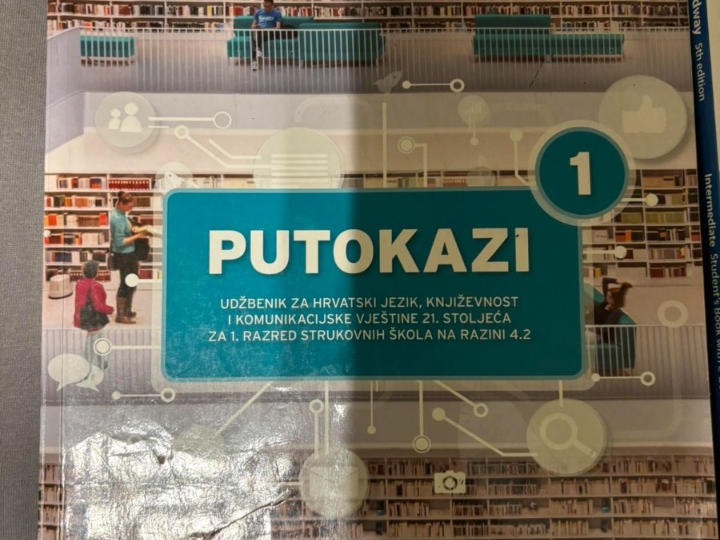 1
PUTOKAZI
UDŽBENIK ZA HRVATSKI JEZIK, KNJIŽEVNOST
I KOMUNIKACIJSKE VJEŠTINE 21. STOLJEĆA
ZA 1. RAZRED STRUKOVNIH ŠKOLA NA RAZINI 4.2
dway 5th edition
Intermediate Student's Book